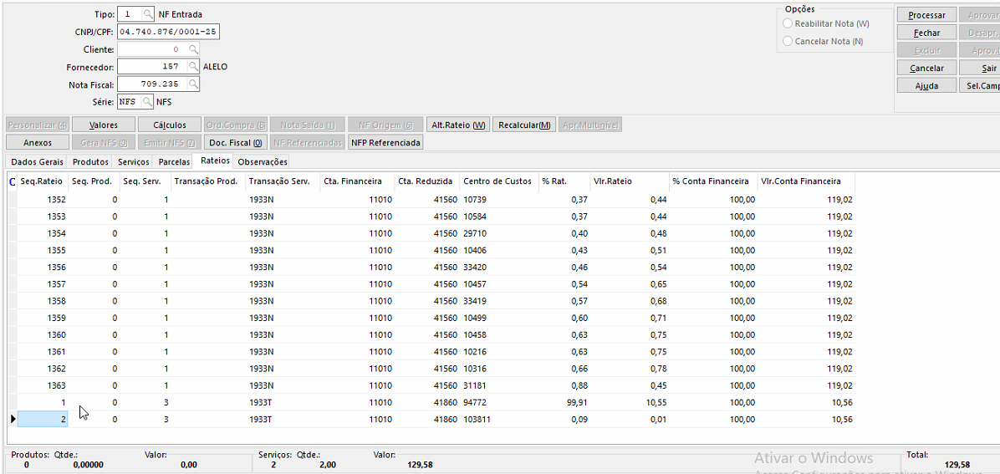 Tipo: 1 NF Entrada
CNPJ/CPF: 04.740.876/0001-25
Cliente: 0
Fornecedor: 157 ALELO
Nota Fiscal: 709.235
Série: NFS NFS
Opções
Reabilitar Nota (W)
Cancelar Nota (N)
Processar Aprovar
Fechar Desapr.
Excluir Aprov.(
Cancelar Sair
Ajuda Sel.Camp
Personalizar (4) Valores Cálculos Ord.Compra (8) Nota Saída (1) NF Origem (6) Alt.Rateio (W) Recalcular(M) Apr.Multinível
Anexos Gera NFS (J) Emitir NFS (7) Doc. Fiscal (0) NF Referenciadas NFP Referenciada
Dados Gerais Produtos Serviços Parcelas Rateios Observações
C Seq.Rateio Seq. Prod. Seq. Serv. Transação Prod. Transação Serv. Cta. Financeira Cta. Reduzida Centro de Custos % Rat. Vlr.Rateio % Conta Financeira Vlr.Conta Financeira
1352 0 1 1933N 11010 41560 10739 0,37 0,44 100,00 119,02
1353 0 1 1933N 11010 41560 10584 0,37 0,44 100,00 119,02
1354 0 1 1933N 11010 41560 29710 0,40 0,48 100,00 119,02
1355 0 1 1933N 11010 41560 10406 0,43 0,51 100,00 119,02
1356 0 1 1933N 11010 41560 33420 0,46 0,54 100,00 119,02
1357 0 1 1933N 11010 41560 10457 0,54 0,65 100,00 119,02
1358 0 1 1933N 11010 41560 33419 0,57 0,68 100,00 119,02
1359 0 1 1933N 11010 41560 10499 0,60 0,71 100,00 119,02
1360 0 1 1933N 11010 41560 10458 0,63 0,75 100,00 119,02
1361 0 1 1933N 11010 41560 10216 0,63 0,75 100,00 119,02
1362 0 1 1933N 11010 41560 10316 0,66 0,78 100,00 119,02
1363 0 1 1933N 11010 41560 31181 0,88 0,45 100,00 119,02
1 0 3 1933T 11010 41860 94772 99,91 10,55 100,00 10,56
2 0 3 1933T 11010 41860 103811 0,09 0,01 100,00 10,56
Produtos: Qtde.: Valor: Serviços: Qtde.: Valor: Total:
0 0,00000 0,00 2 2,00 129,58 129,58
Ativar o Windows